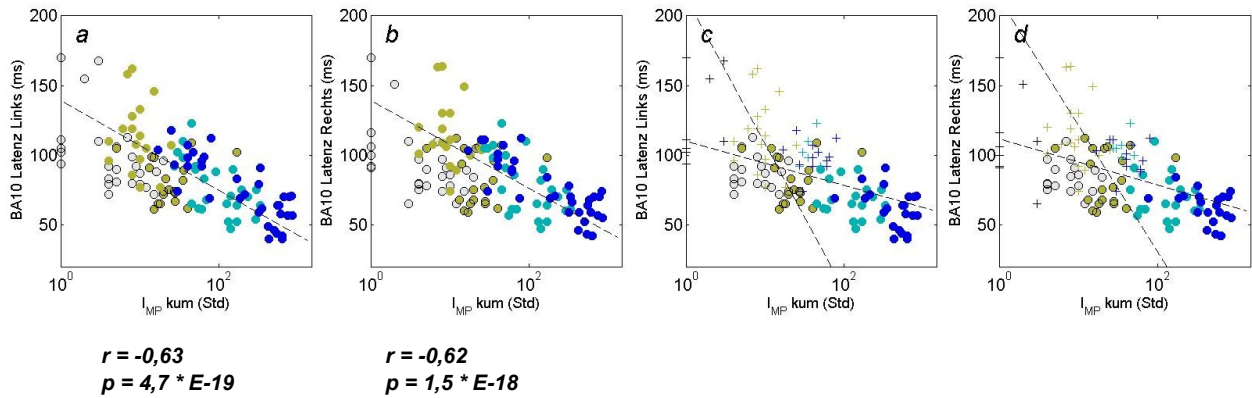 a
b
c
d
BA10 Latenz Links (ms)
200
150
100
50
10^0
10^2
I_MP kum (Std)
BA10 Latenz Rechts (ms)
200
150
100
50
10^0
10^2
I_MP kum (Std)
BA10 Latenz Links (ms)
200
150
100
50
10^0
10^2
I_MP kum (Std)
BA10 Latenz Rechts (ms)
200
150
100
50
10^0
10^2
I_MP kum (Std)
r = -0,63
p = 4,7 * E-19
r = -0,62
p = 1,5 * E-18